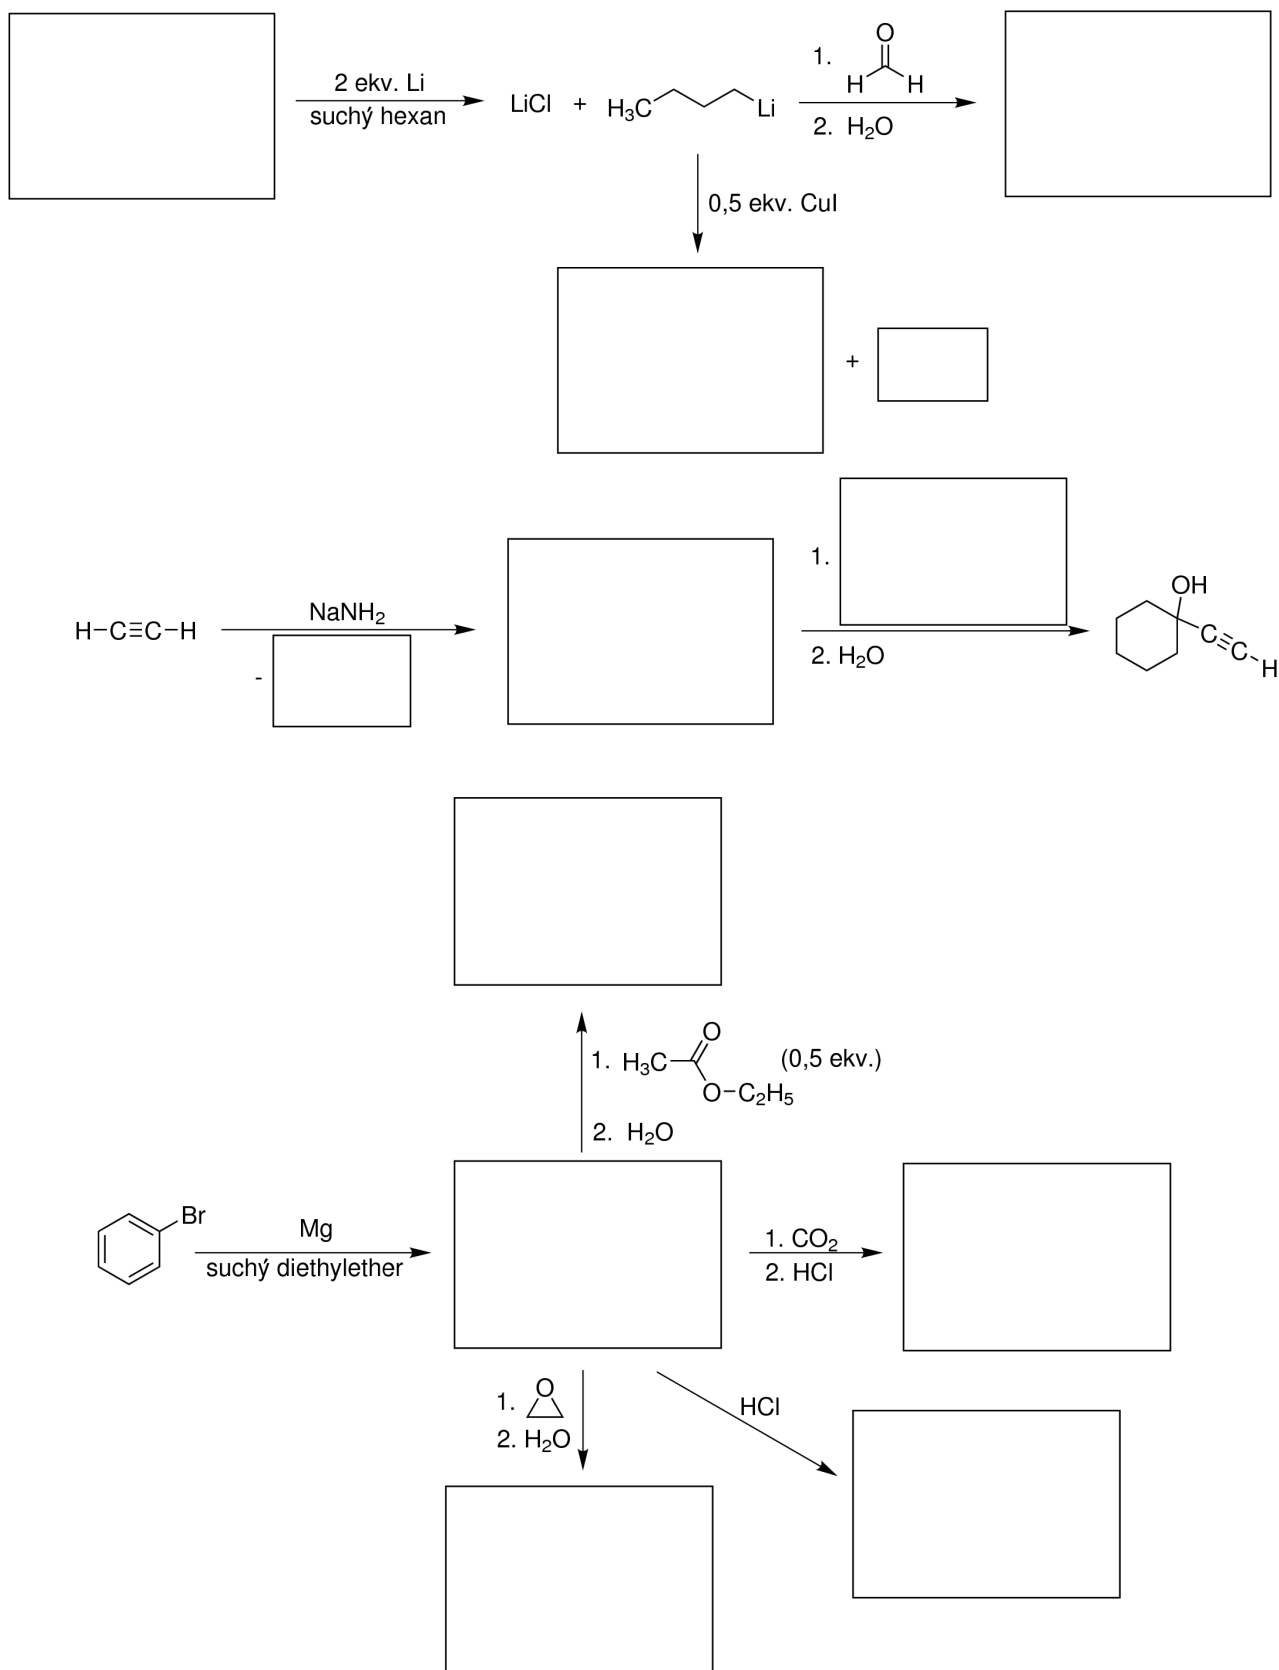 2 ekv. Li
suchý hexan
LiCl + H₃C Li
1. O
H H
2. H₂O
0,5 ekv. CuI
+
1.
H-C≡C-H
NaNH₂
-
2. H₂O
OH
C≡C-H
1. H₃C O (0,5 ekv.)
O-C₂H₅
2. H₂O
Br
Mg
suchý diethylether
1. CO₂
2. HCl
1. O
2. H₂O
HCl